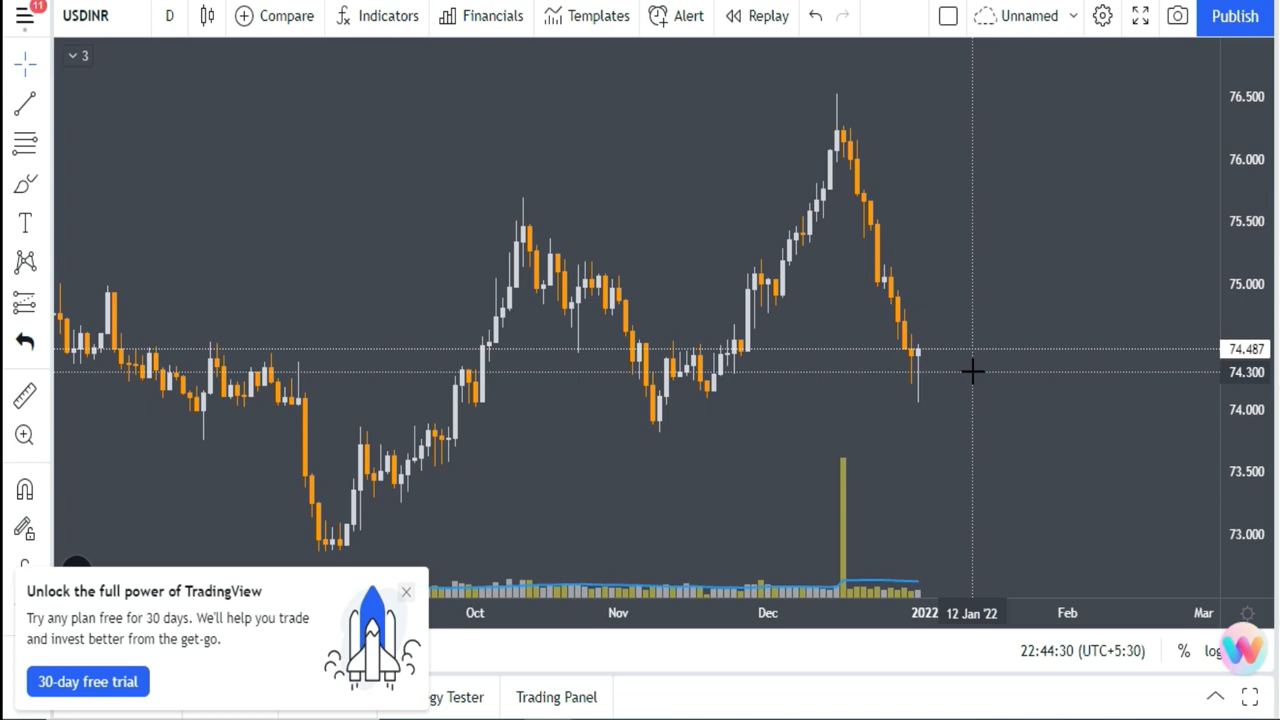 11
USDINR D Compare Indicators Financials Templates Alert Replay Unnamed Publish
3
76.500
76.000
75.500
75.000
74.487
74.300
74.000
73.500
73.000
Unlock the full power of TradingView
Try any plan free for 30 days. We'll help you trade
and invest better from the get-go.
30-day free trial
Oct Nov Dec 2022 12 Jan '22 Feb Mar
22:44:30 (UTC+5:30) % log
gy Tester Trading Panel